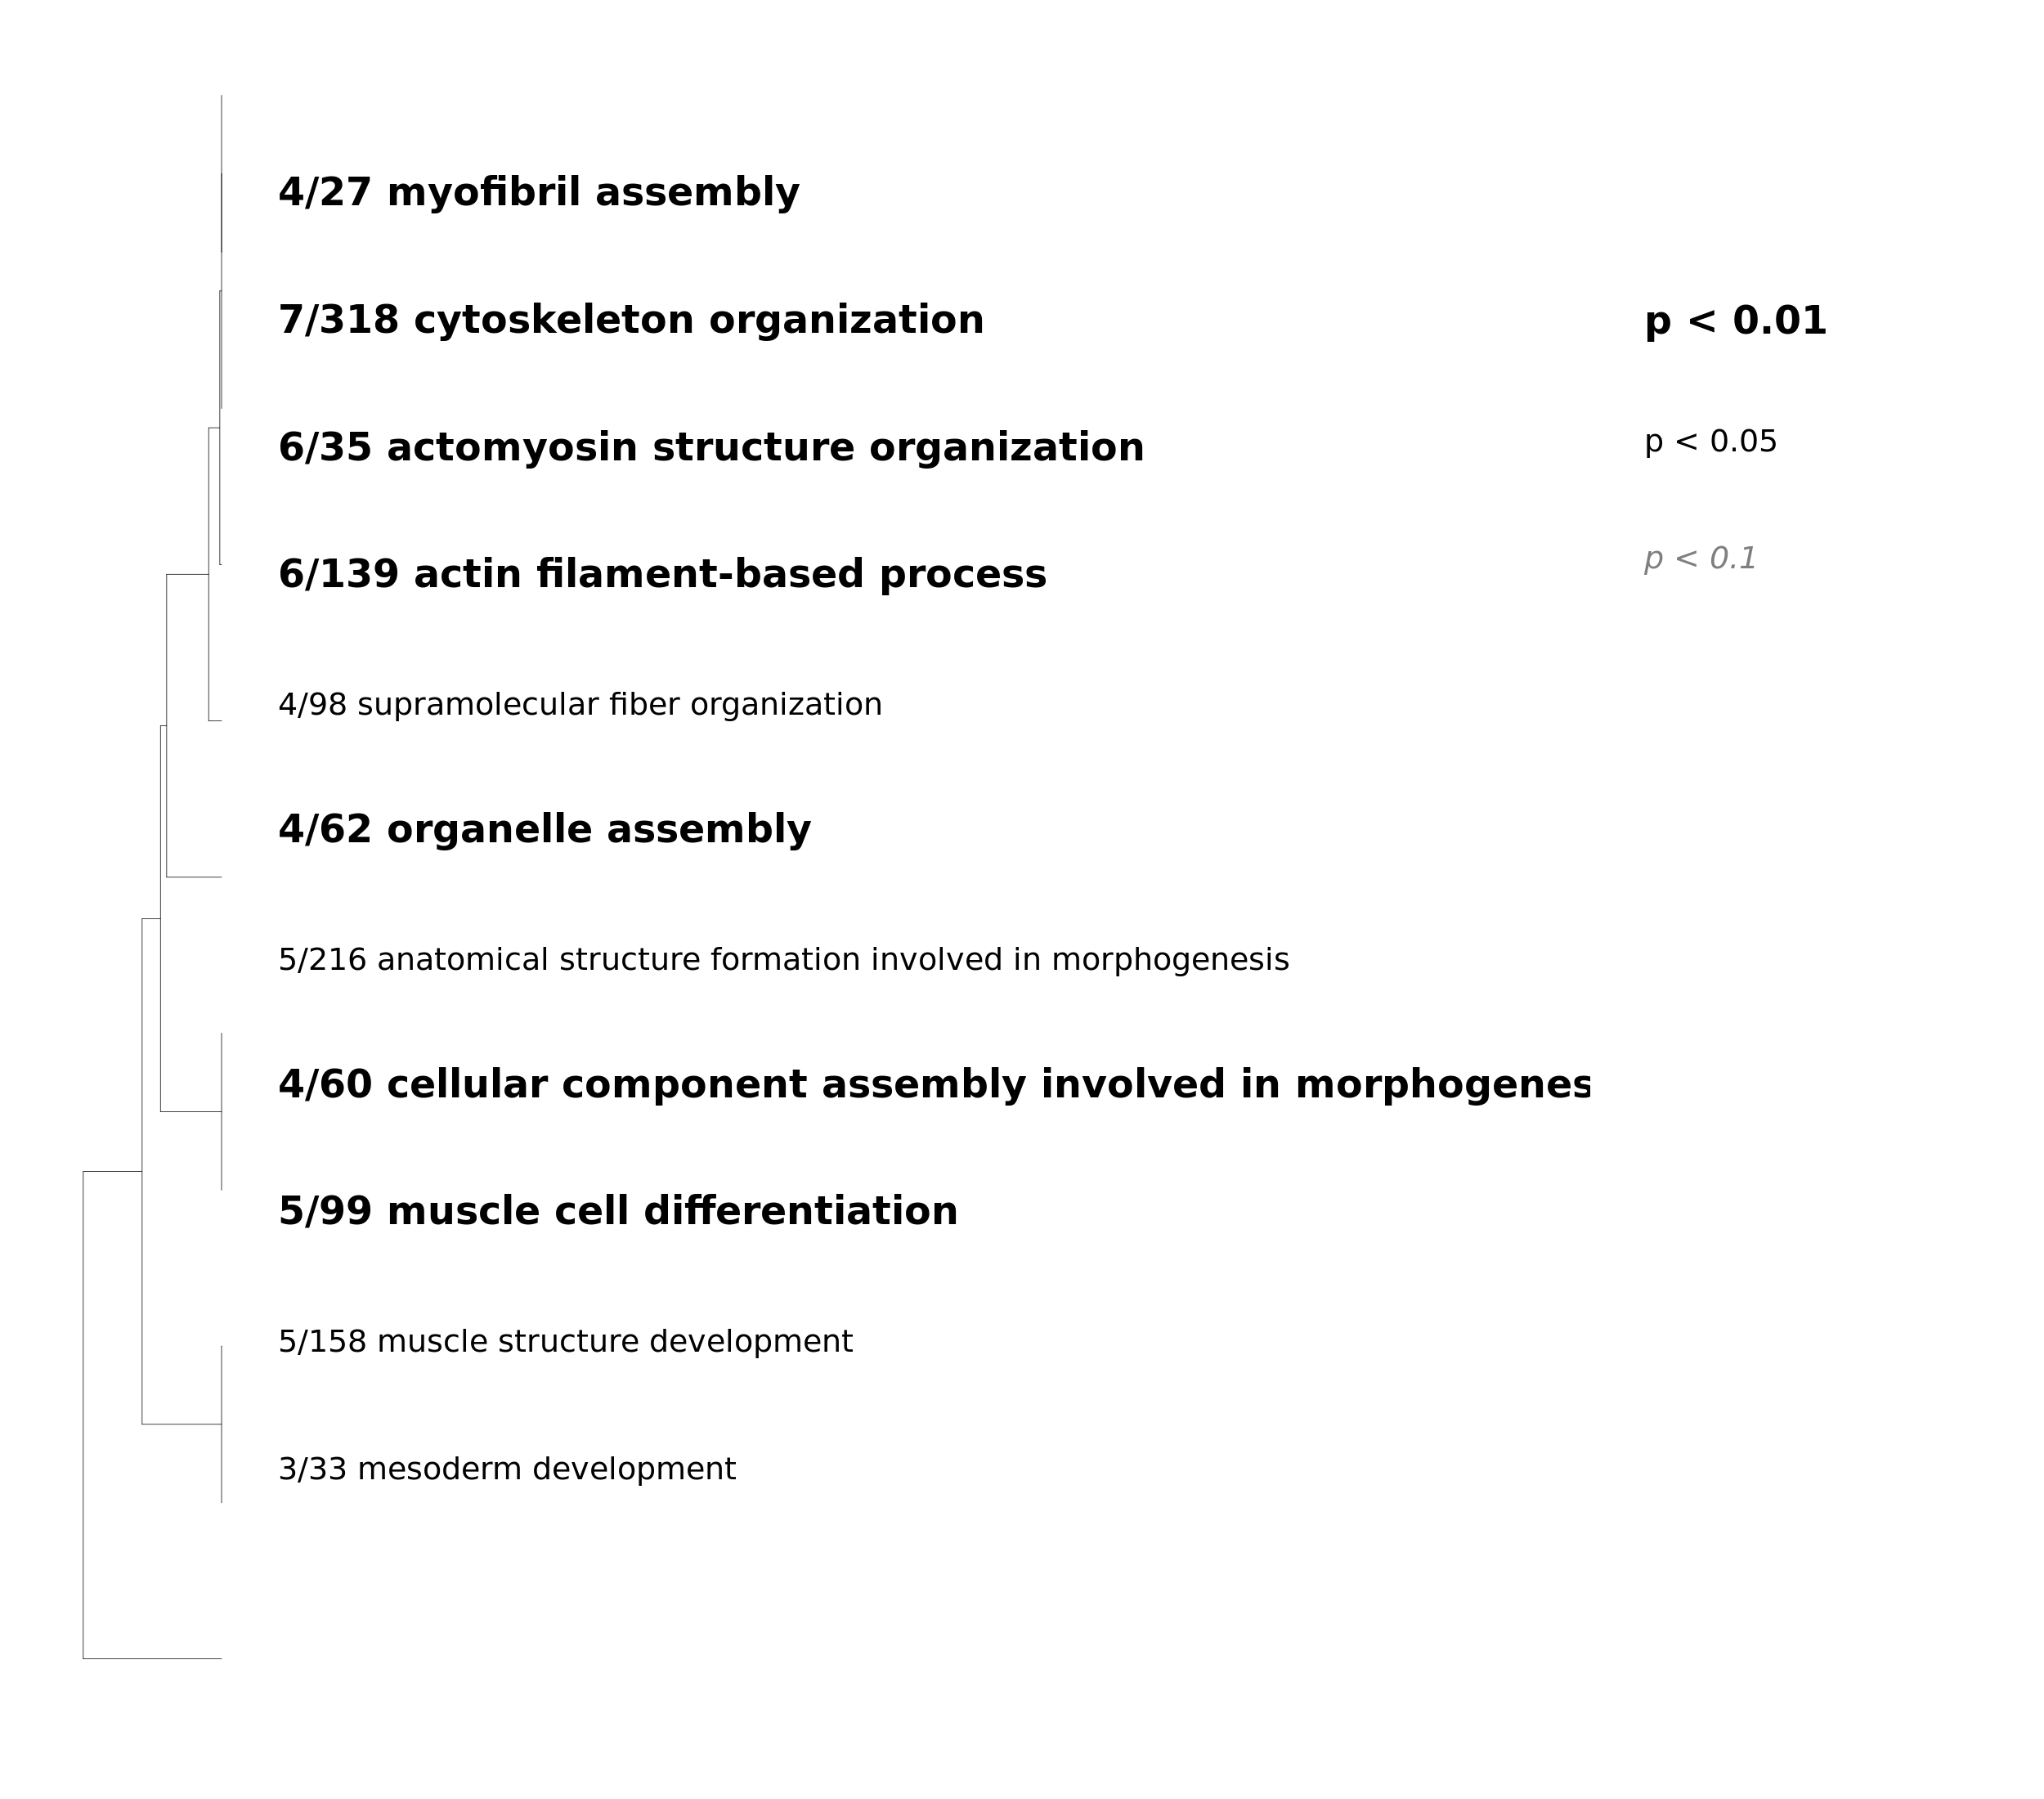 4/27 myofibril assembly
7/318 cytoskeleton organization
p < 0.01
6/35 actomyosin structure organization
p < 0.05
6/139 actin filament-based process
p < 0.1
4/98 supramolecular fiber organization
4/62 organelle assembly
5/216 anatomical structure formation involved in morphogenesis
4/60 cellular component assembly involved in morphogenes
5/99 muscle cell differentiation
5/158 muscle structure development
3/33 mesoderm development